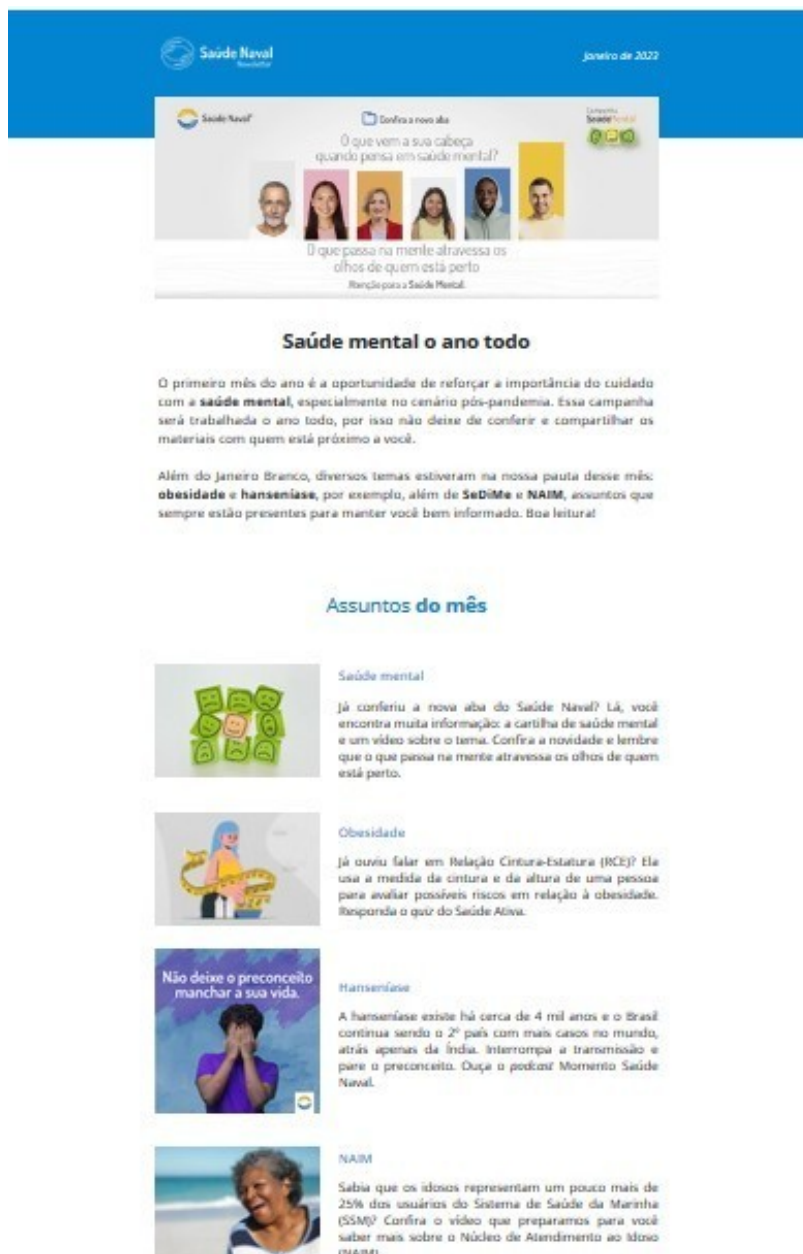 Saúde Naval
Newsletter
Janeiro de 2023
Saúde Naval
Confira a nova aba
Saúde Mental
O que vem a sua cabeça
quando pensa em saúde mental?
O que passa na mente atravessa os
olhos de quem está perto
Atenção para a Saúde Mental.
Saúde mental o ano todo
O primeiro mês do ano é a oportunidade de reforçar a importância do cuidado
com a saúde mental, especialmente no cenário pós-pandemia. Essa campanha
será trabalhada o ano todo, por isso não deixe de conferir e compartilhar os
materiais com quem está próximo a você.
Além do Janeiro Branco, diversos temas estiveram na nossa pauta desse mês:
obesidade e hanseníase, por exemplo, além de SeDiMe e NAIM, assuntos que
sempre estão presentes para manter você bem informado. Boa leitura!
Assuntos do mês
Saúde mental
Já conferiu a nova aba do Saúde Naval? Lá, você
encontra muita informação: a cartilha de saúde mental
e um vídeo sobre o tema. Confira a novidade e lembre
que o que passa na mente atravessa os olhos de quem
está perto.
Obesidade
Já ouviu falar em Relação Cintura-Estatura (RCE)? Ela
usa a medida da cintura e da altura de uma pessoa
para avaliar possíveis riscos em relação à obesidade.
Responda o quiz do Saúde Ativa.
Não deixe o preconceito
manchar a sua vida.
Hanseníase
A hanseníase existe há cerca de 4 mil anos e o Brasil
continua sendo o 2º país com mais casos no mundo,
atrás apenas da Índia. Interrompa a transmissão e
pare o preconceito. Ouça o podcast Momento Saúde
Naval.
NAIM
Sabia que os idosos representam um pouco mais de
25% dos usuários do Sistema de Saúde da Marinha
(SSM)? Confira o vídeo que preparamos para você
saber mais sobre o Núcleo de Atendimento ao Idoso
(NAIM).